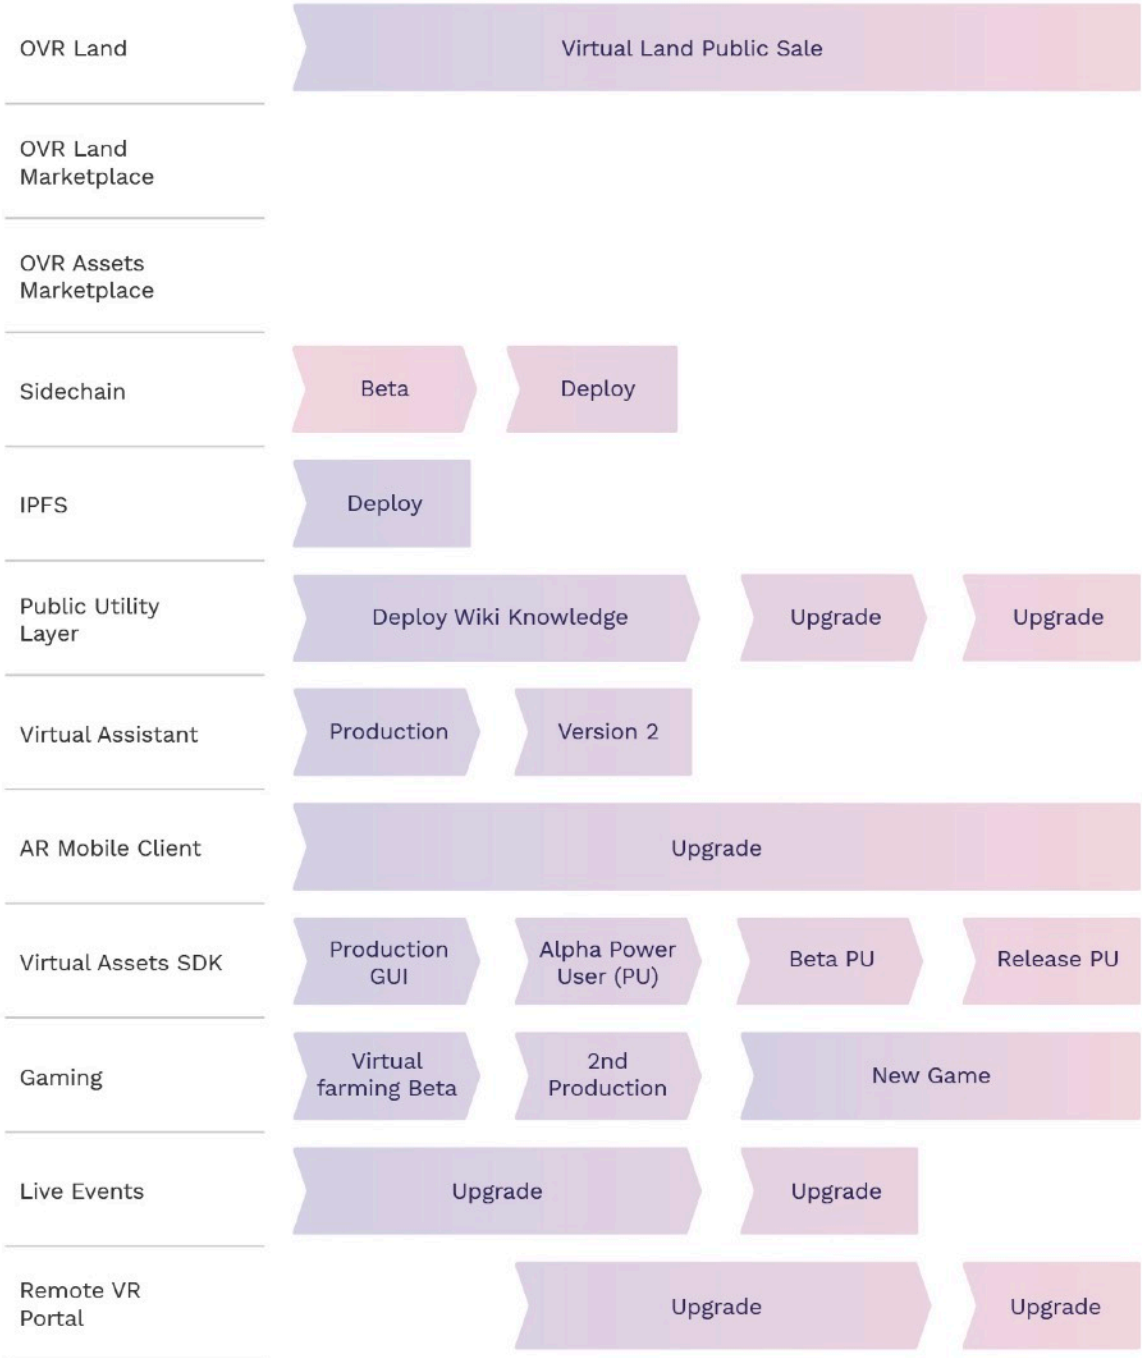 OVR Land
Virtual Land Public Sale
OVR Land
Marketplace
OVR Assets
Marketplace
Sidechain
Beta
Deploy
IPFS
Deploy
Public Utility
Layer
Deploy Wiki Knowledge
Upgrade
Upgrade
Virtual Assistant
Production
Version 2
AR Mobile Client
Upgrade
Virtual Assets SDK
Production
GUI
Alpha Power
User (PU)
Beta PU
Release PU
Gaming
Virtual
farming Beta
2nd
Production
New Game
Live Events
Upgrade
Upgrade
Remote VR
Portal
Upgrade
Upgrade